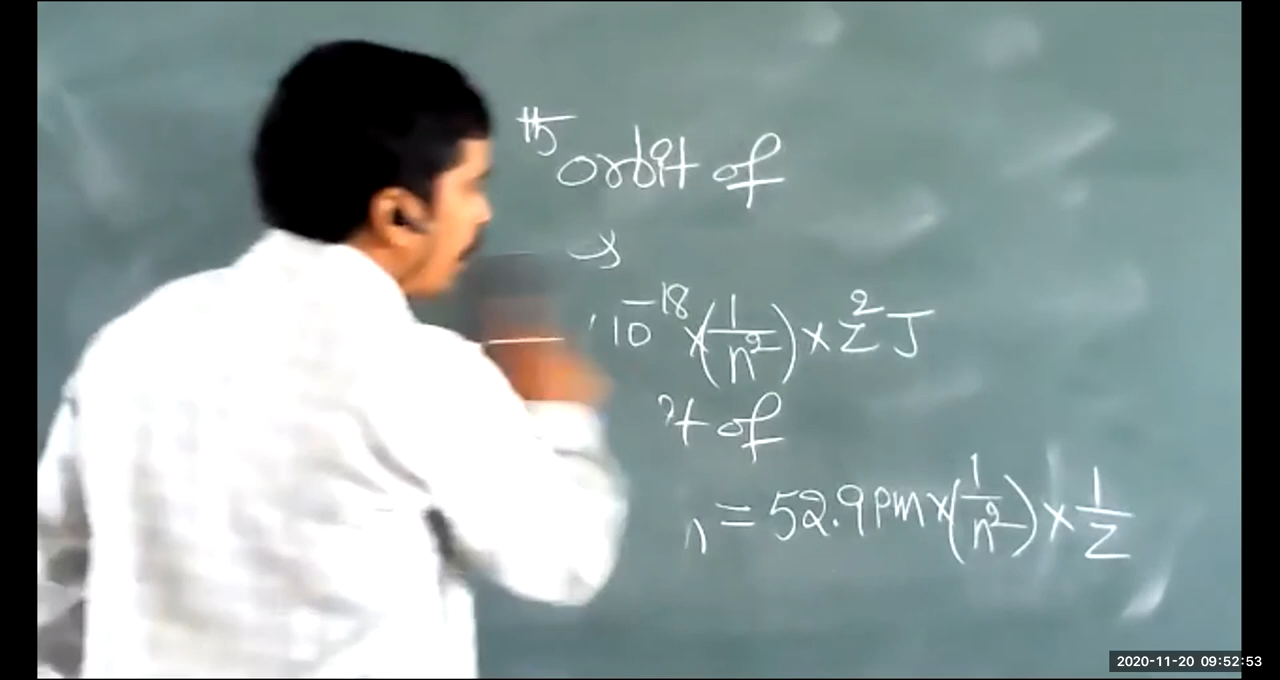 th orbit of
10⁻¹⁸ × (1/n²) × Z² J
of
= 52.9 pm × (1/n²) × 1/Z
2020-11-20 09:52:53